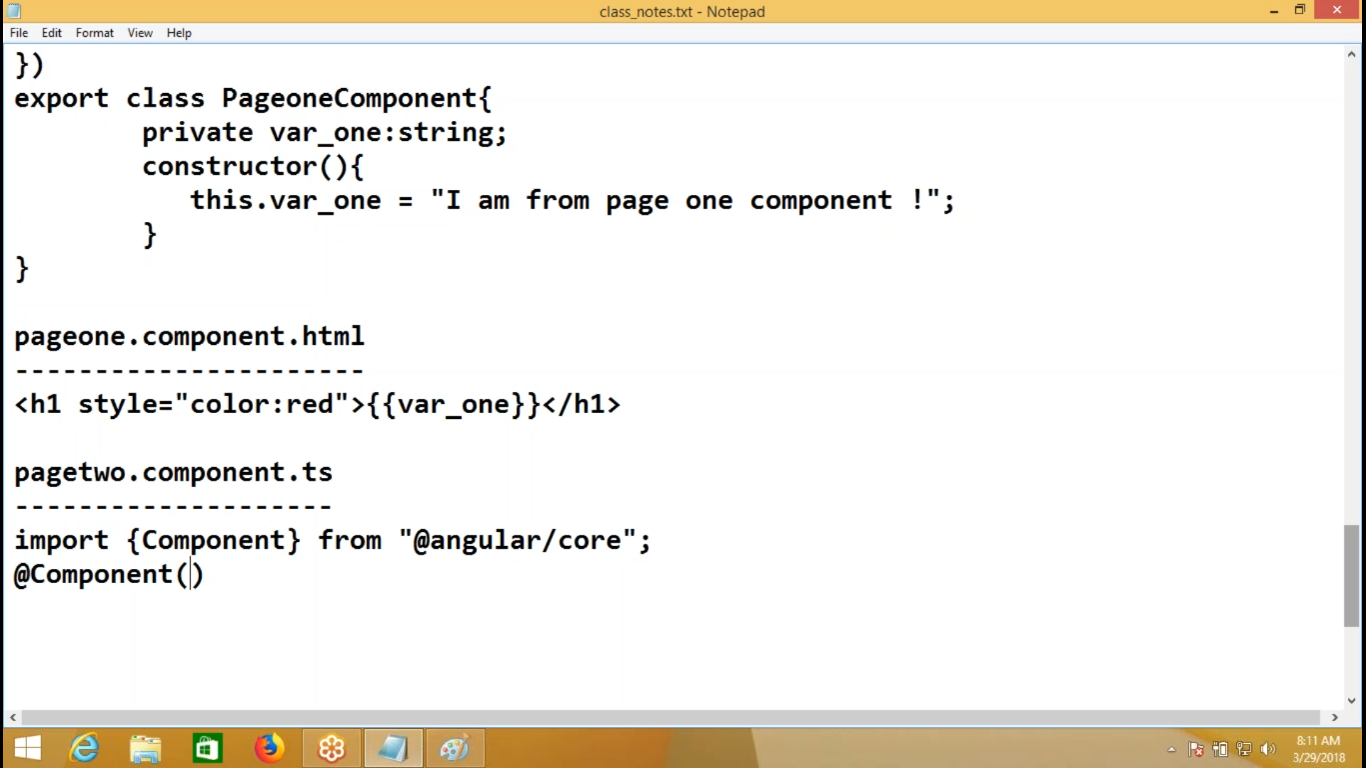 class_notes.txt - Notepad
File Edit Format View Help
})
export class PageoneComponent{
private var_one:string;
constructor(){
this.var_one = "I am from page one component !";
}
}
pageone.component.html
----------------------
<h1 style="color:red">{{var_one}}</h1>
pagetwo.component.ts
--------------------
import {Component} from "@angular/core";
@Component()
8:11 AM
3/29/2018